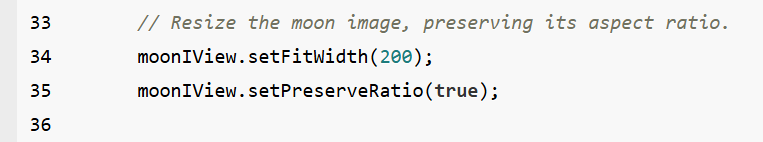 33 // Resize the moon image, preserving its aspect ratio.
34 moonIView.setFitWidth(200);
35 moonIView.setPreserveRatio(true);
36